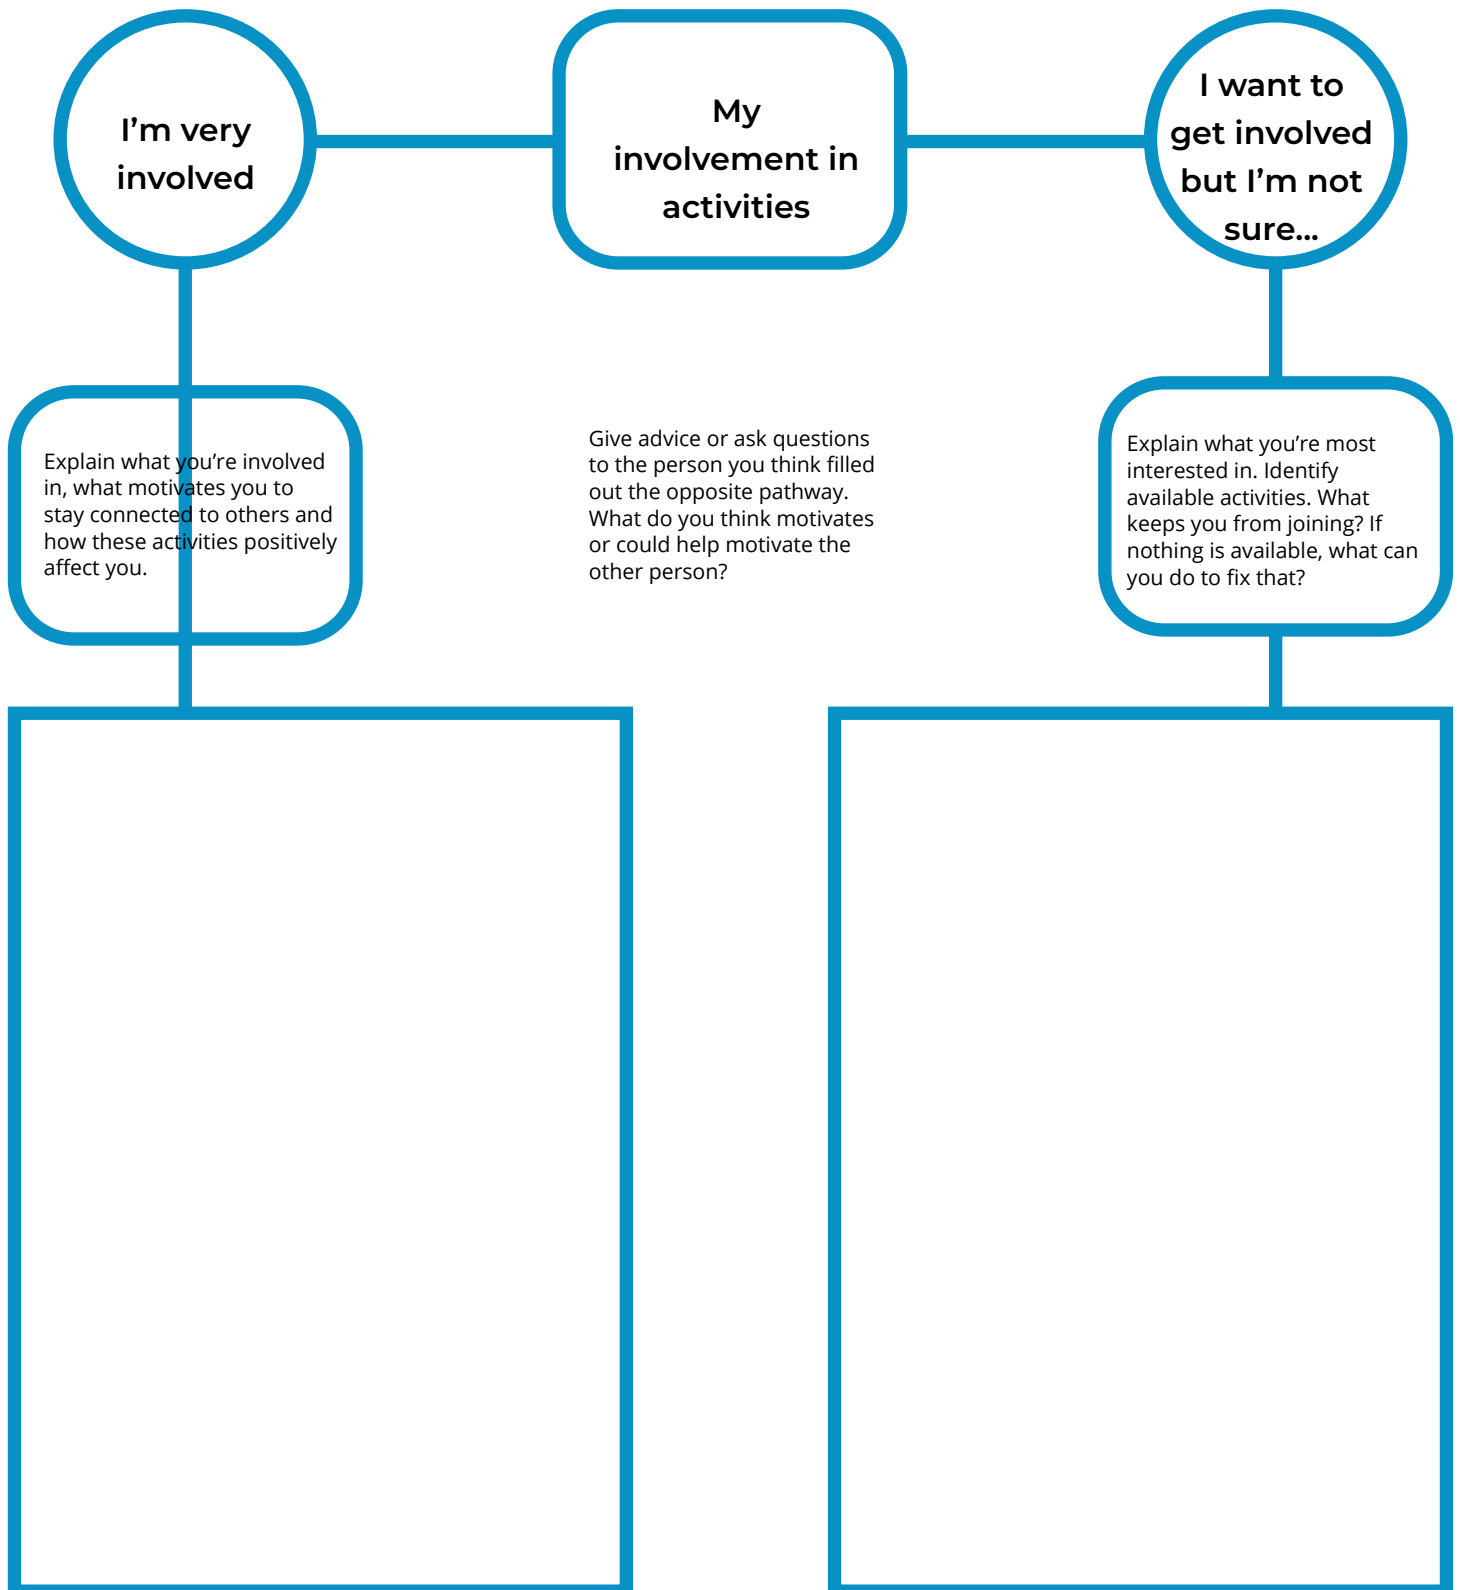 I’m very
involved
My
involvement in
activities
I want to
get involved
but I’m not
sure...
Explain what you’re involved
in, what motivates you to
stay connected to others and
how these activities positively
affect you.
Give advice or ask questions
to the person you think filled
out the opposite pathway.
What do you think motivates
or could help motivate the
other person?
Explain what you’re most
interested in. Identify
available activities. What
keeps you from joining? If
nothing is available, what can
you do to fix that?